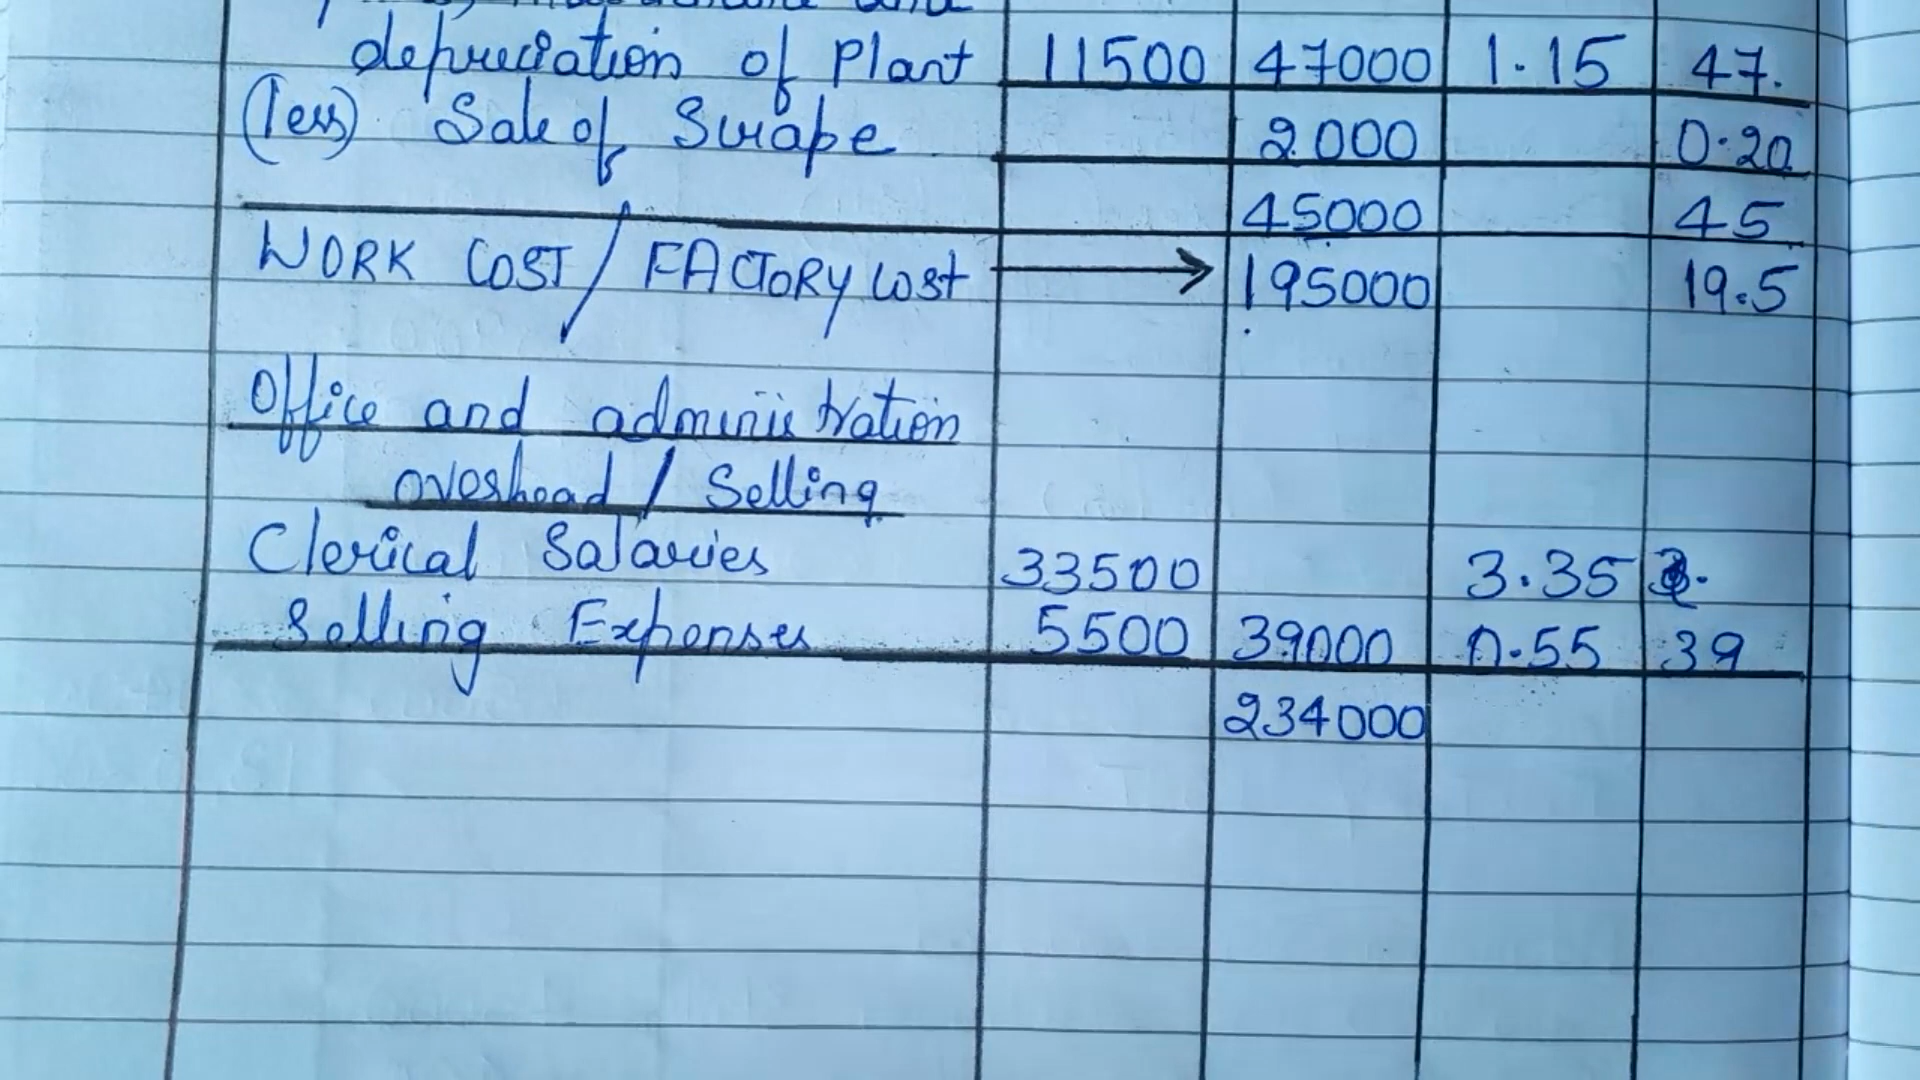 depreciation of Plant 11500 47000 1.15 47.
(less) Sale of Scrape 2000 0.20
45000 45
WORK COST / FACTORY Cost → 195000 19.5
Office and administration
overhead / Selling
Clerical Salaries 33500 3.35
Selling Expenses 5500 39000 0.55 39
234000